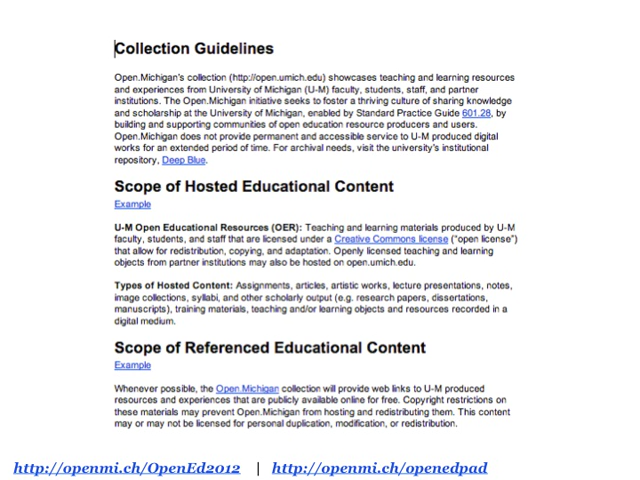 Collection Guidelines
Open.Michigan's collection (http://open.umich.edu) showcases teaching and learning resources
and experiences from University of Michigan (U-M) faculty, students, staff, and partner
institutions. The Open.Michigan initiative seeks to foster a thriving culture of sharing knowledge
and scholarship at the University of Michigan, enabled by Standard Practice Guide 601.28, by
building and supporting communities of open education resource producers and users.
Open.Michigan does not provide permanent and accessible service to U-M produced digital
works for an extended period of time. For archival needs, visit the university's institutional
repository, Deep Blue.
Scope of Hosted Educational Content
Example
U-M Open Educational Resources (OER): Teaching and learning materials produced by U-M
faculty, students, and staff that are licensed under a Creative Commons license ("open license")
that allow for redistribution, copying, and adaptation. Openly licensed teaching and learning
objects from partner institutions may also be hosted on open.umich.edu.
Types of Hosted Content: Assignments, articles, artistic works, lecture presentations, notes,
image collections, syllabi, and other scholarly output (e.g. research papers, dissertations,
manuscripts), training materials, teaching and/or learning objects and resources recorded in a
digital medium.
Scope of Referenced Educational Content
Example
Whenever possible, the Open.Michigan collection will provide web links to U-M produced
resources and experiences that are publicly available online for free. Copyright restrictions on
these materials may prevent Open.Michigan from hosting and redistributing them. This content
may or may not be licensed for personal duplication, modification, or redistribution.
http://openmi.ch/OpenEd2012 | http://openmi.ch/openedpad